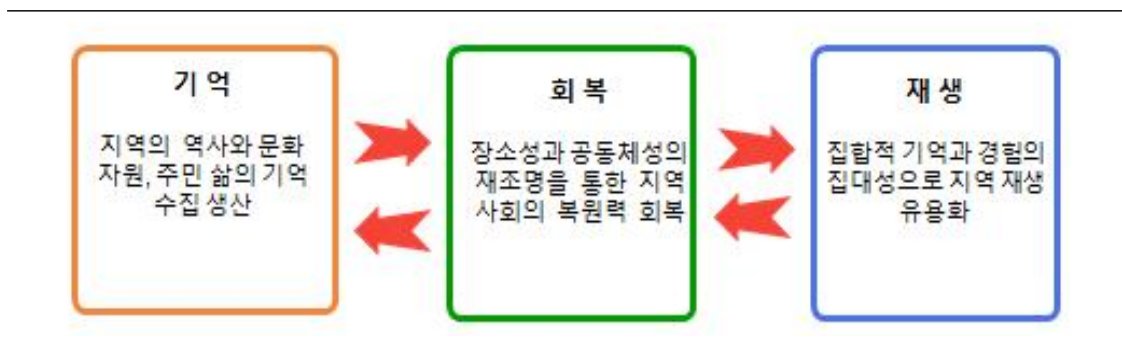 기 억
지역의 역사와 문화
자원, 주민 삶의 기억
수집 생산
회 복
장소성과 공동체성의
재조명을 통한 지역
사회의 복원력 회복
재 생
집합적 기억과 경험의
집대성으로 지역 재생
유용화